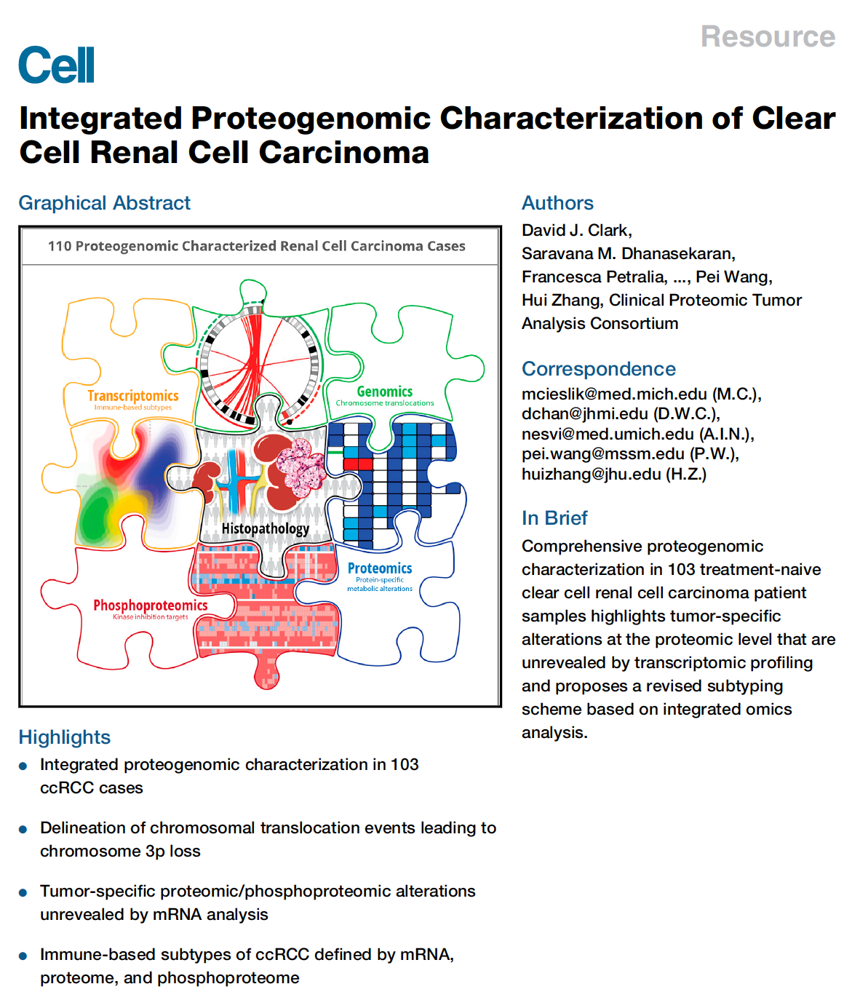 Resource
Cell
Integrated Proteogenomic Characterization of Clear
Cell Renal Cell Carcinoma
Graphical Abstract
110 Proteogenomic Characterized Renal Cell Carcinoma Cases
Transcriptomics
Immune-based subtypes
Genomics
Chromosome translocations
Histopathology
Proteomics
Protein-specific
metabolic alterations
Phosphoproteomics
Kinase inhibition targets
Highlights
● Integrated proteogenomic characterization in 103
ccRCC cases
● Delineation of chromosomal translocation events leading to
chromosome 3p loss
● Tumor-specific proteomic/phosphoproteomic alterations
unrevealed by mRNA analysis
● Immune-based subtypes of ccRCC defined by mRNA,
proteome, and phosphoproteome
Authors
David J. Clark,
Saravana M. Dhanasekaran,
Francesca Petralia, ..., Pei Wang,
Hui Zhang, Clinical Proteomic Tumor
Analysis Consortium
Correspondence
mcieslik@med.mich.edu (M.C.),
dchan@jhmi.edu (D.W.C.),
nesvi@med.umich.edu (A.I.N.),
pei.wang@mssm.edu (P.W.),
huizhang@jhu.edu (H.Z.)
In Brief
Comprehensive proteogenomic
characterization in 103 treatment-naive
clear cell renal cell carcinoma patient
samples highlights tumor-specific
alterations at the proteomic level that are
unrevealed by transcriptomic profiling
and proposes a revised subtyping
scheme based on integrated omics
analysis.